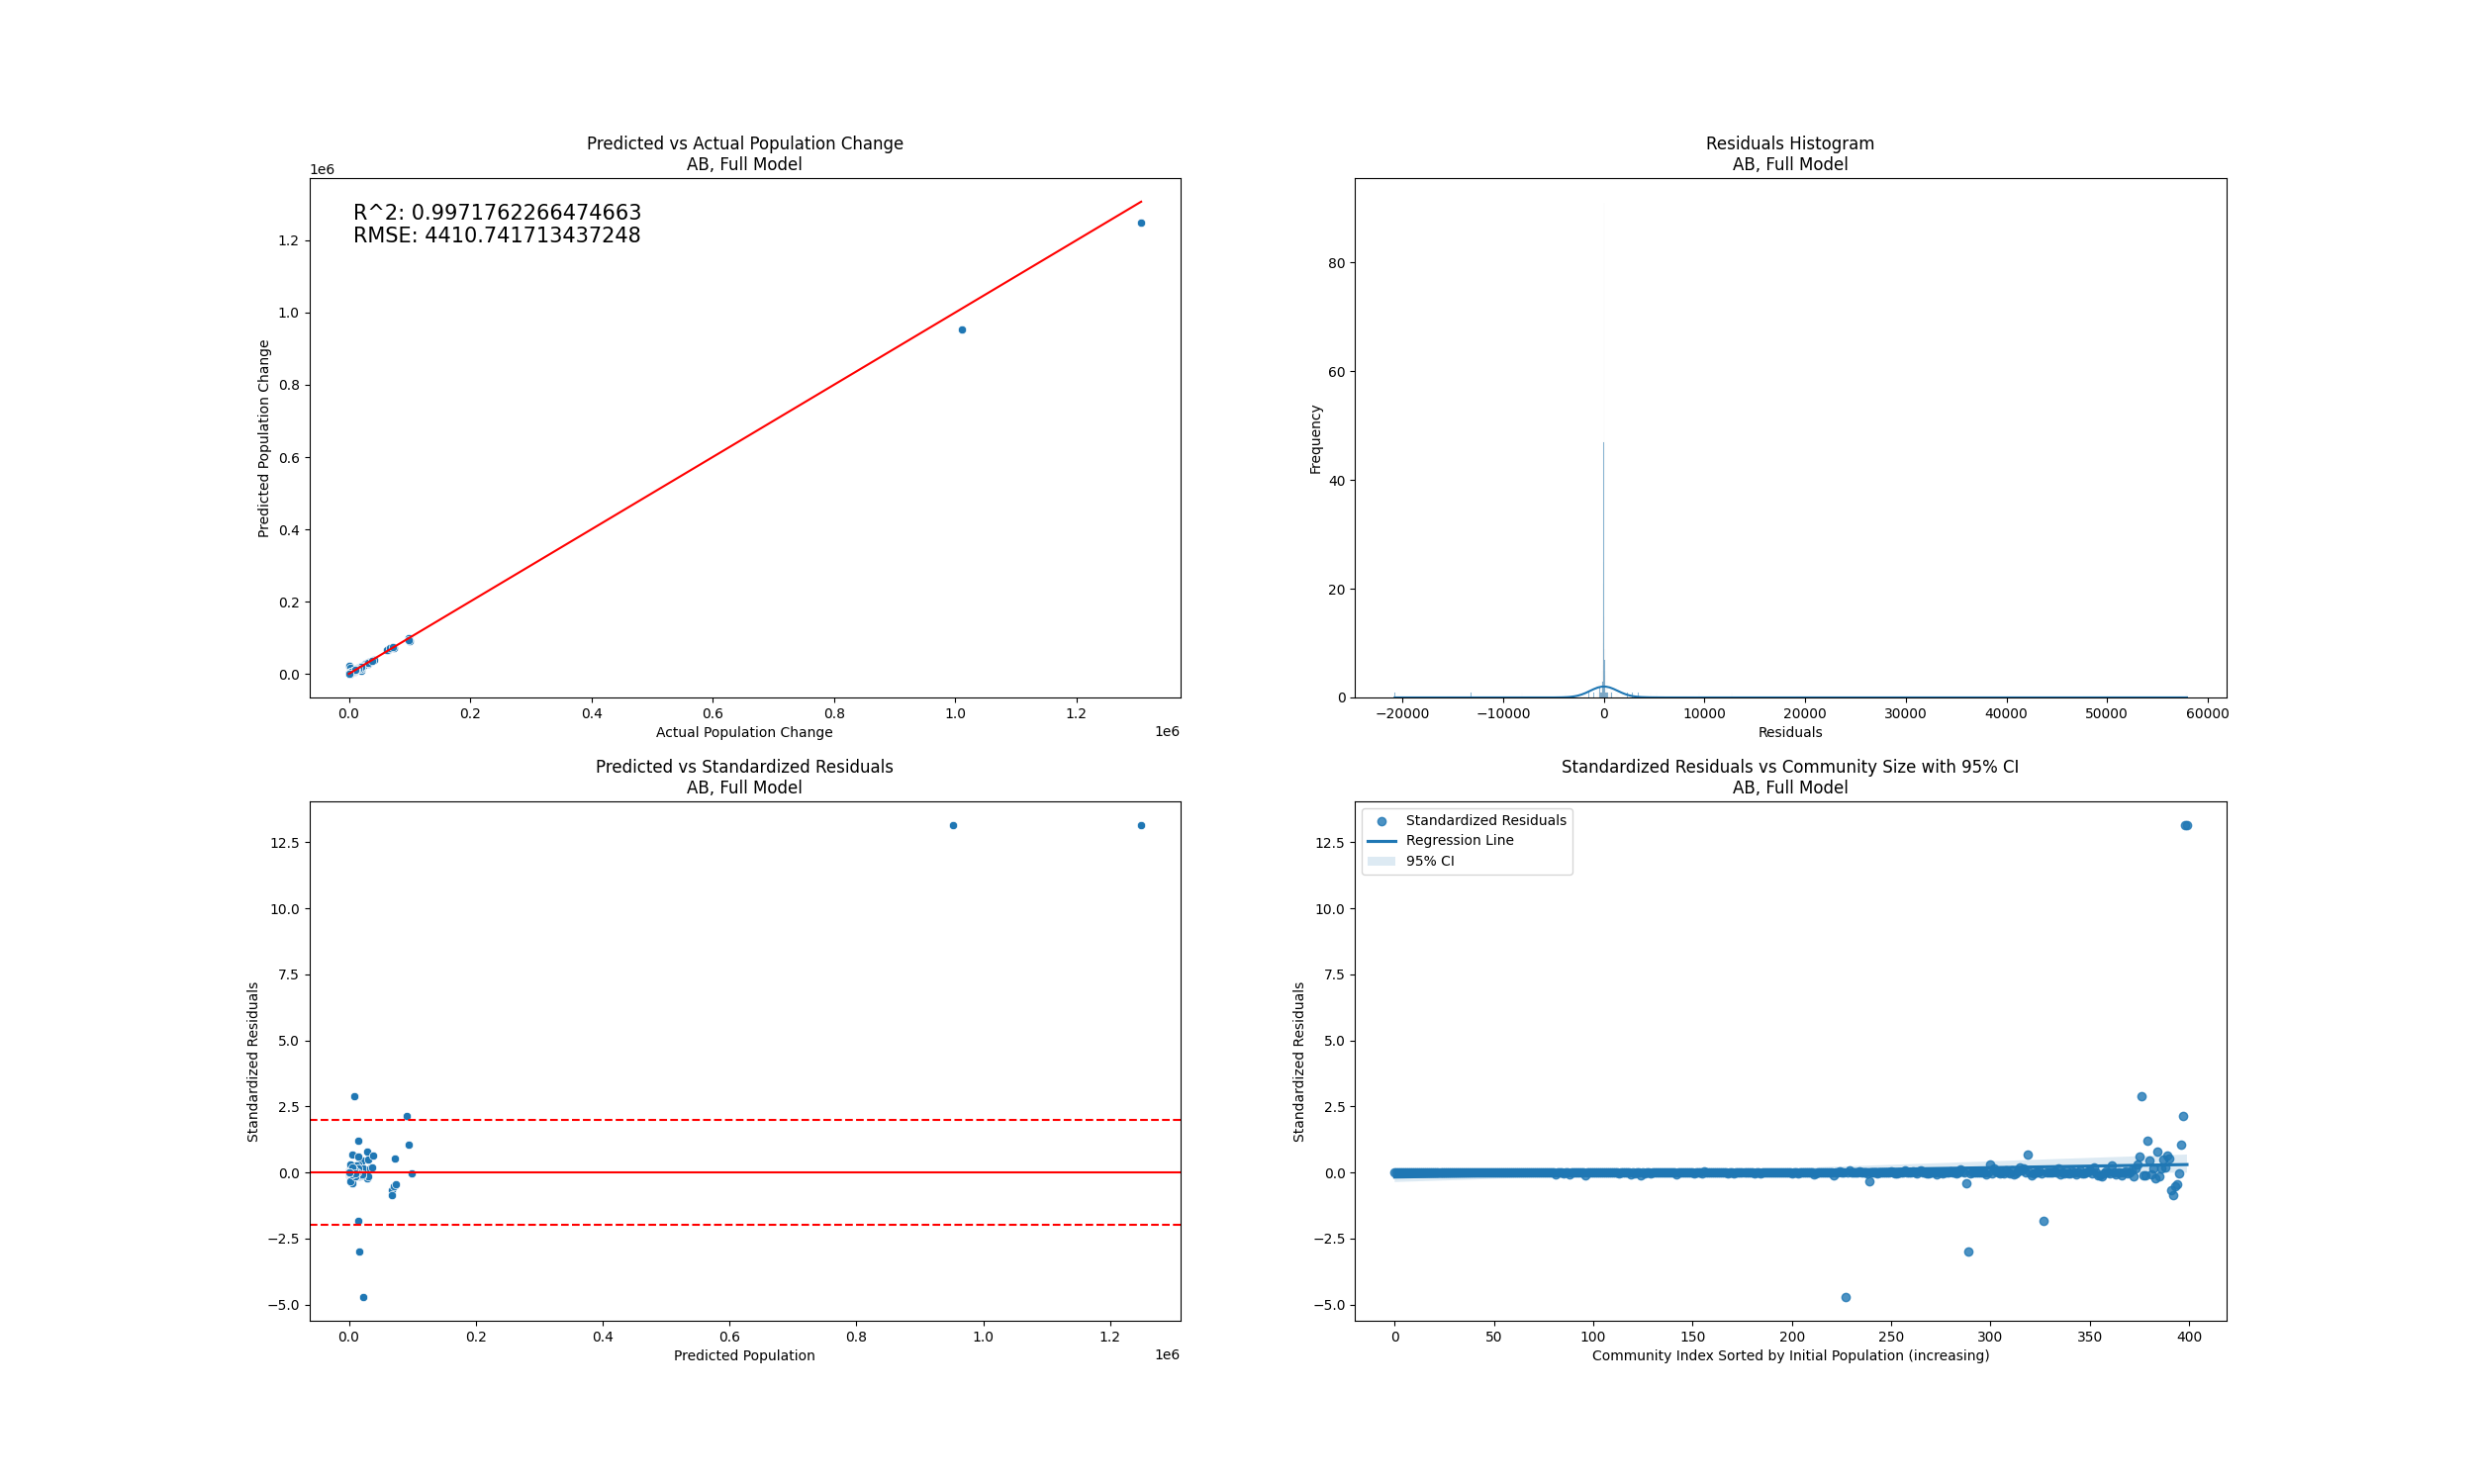 Predicted vs Actual Population Change
AB, Full Model
1e6
R^2: 0.9971762266474663
RMSE: 4410.741713437248
1.2
1.0
0.8
0.6
0.4
0.2
0.0
Predicted Population Change
0.0 0.2 0.4 0.6 0.8 1.0 1.2
Actual Population Change
1e6
Residuals Histogram
AB, Full Model
80
60
40
20
0
Frequency
−20000 −10000 0 10000 20000 30000 40000 50000 60000
Residuals
Predicted vs Standardized Residuals
AB, Full Model
12.5
10.0
7.5
5.0
2.5
0.0
−2.5
−5.0
Standardized Residuals
0.0 0.2 0.4 0.6 0.8 1.0 1.2
Predicted Population
1e6
Standardized Residuals vs Community Size with 95% CI
AB, Full Model
Standardized Residuals
Regression Line
95% CI
12.5
10.0
7.5
5.0
2.5
0.0
−2.5
−5.0
Standardized Residuals
0 50 100 150 200 250 300 350 400
Community Index Sorted by Initial Population (increasing)